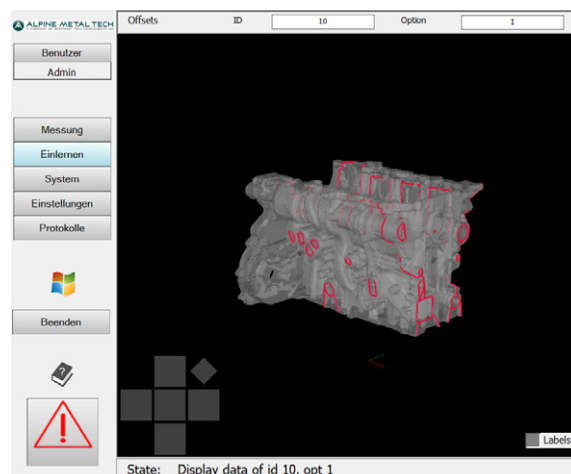 ALPINE METAL TECH
Offsets ID 10 Option 1
Benutzer
Admin
Messung
Einlernen
System
Einstellungen
Protokolle
Beenden
?
Labels
State: Display data of id 10, opt 1